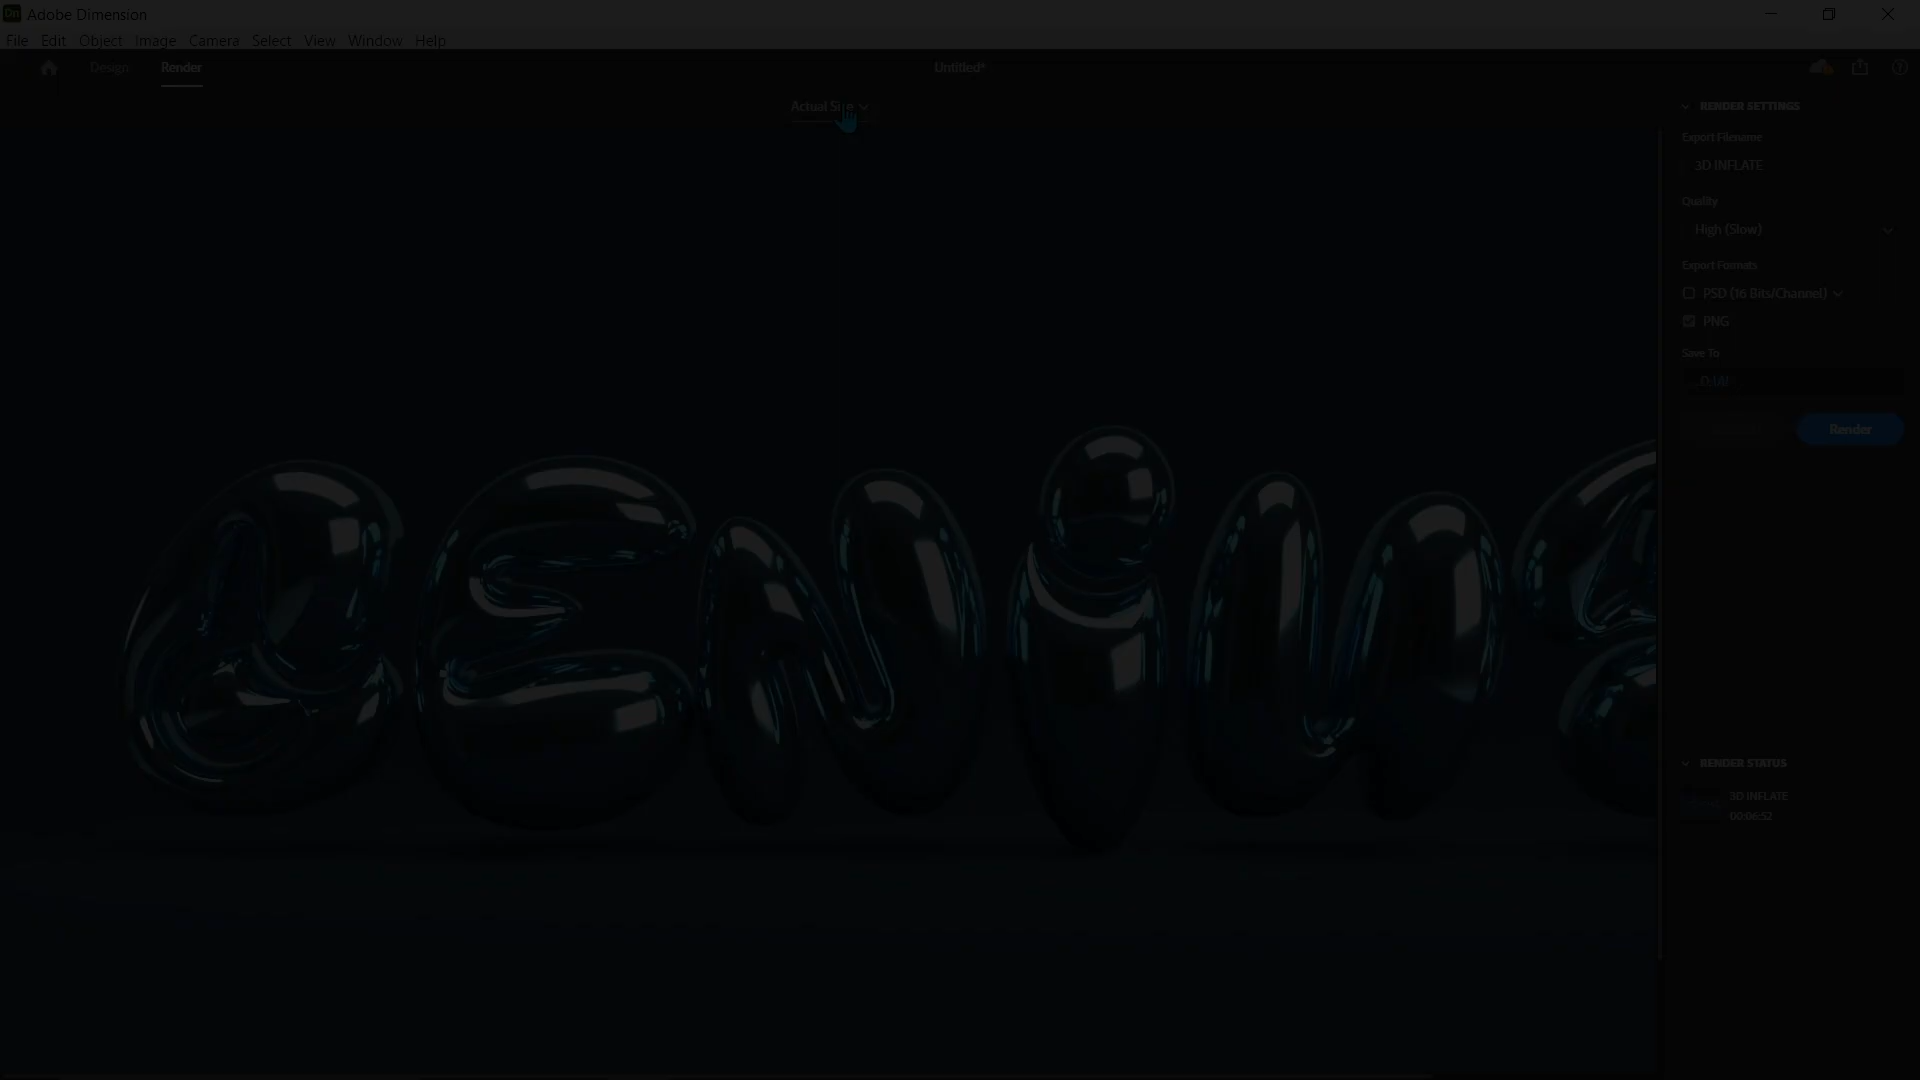 Dn Adobe Dimension
File Edit Object Image Camera Select View Window Help
Design Render Untitled*
Actual Size
RENDER SETTINGS
Export Filename
3D INFLATE
Quality
High (Slow)
Export Formats
PSD (16 Bits/Channel)
PNG
Save To
Render
GENiUS
RENDER STATUS
3D INFLATE
00:06:52